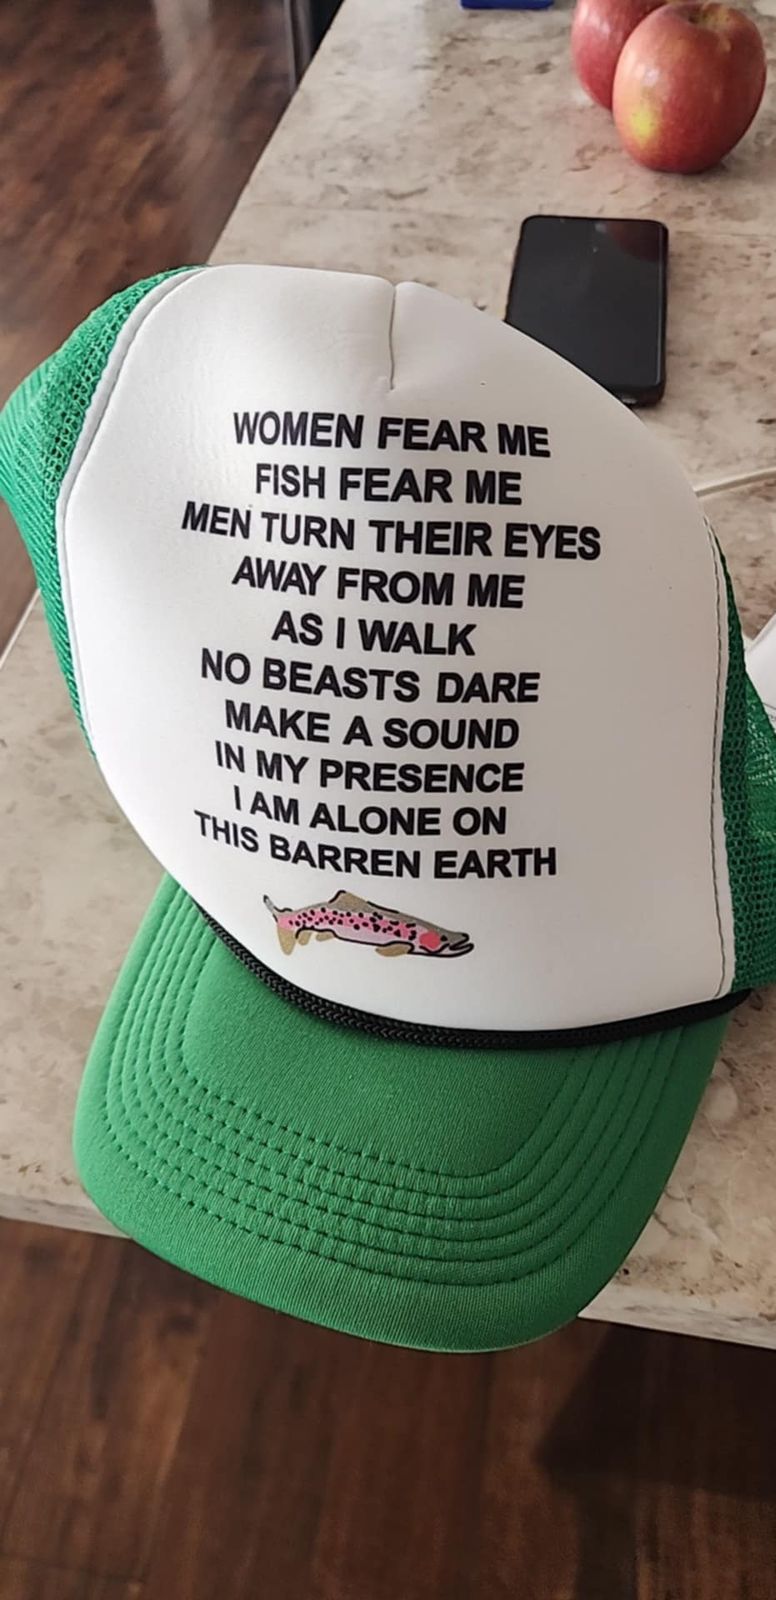 WOMEN FEAR ME
FISH FEAR ME
MEN TURN THEIR EYES
AWAY FROM ME
AS I WALK
NO BEASTS DARE
MAKE A SOUND
IN MY PRESENCE
I AM ALONE ON
THIS BARREN EARTH